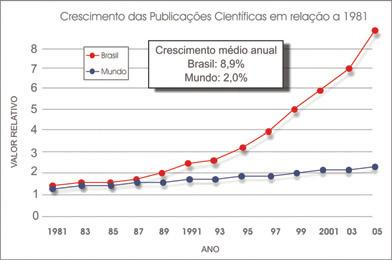 Crescimento das Publicações Científicas em relação a 1981
Brasil
Mundo
Crescimento médio anual
Brasil: 8,9%
Mundo: 2,0%
VALOR RELATIVO
8
7
6
5
4
3
2
1
0
1981 83 85 87 89 1991 93 95 97 99 2001 03 05
ANO